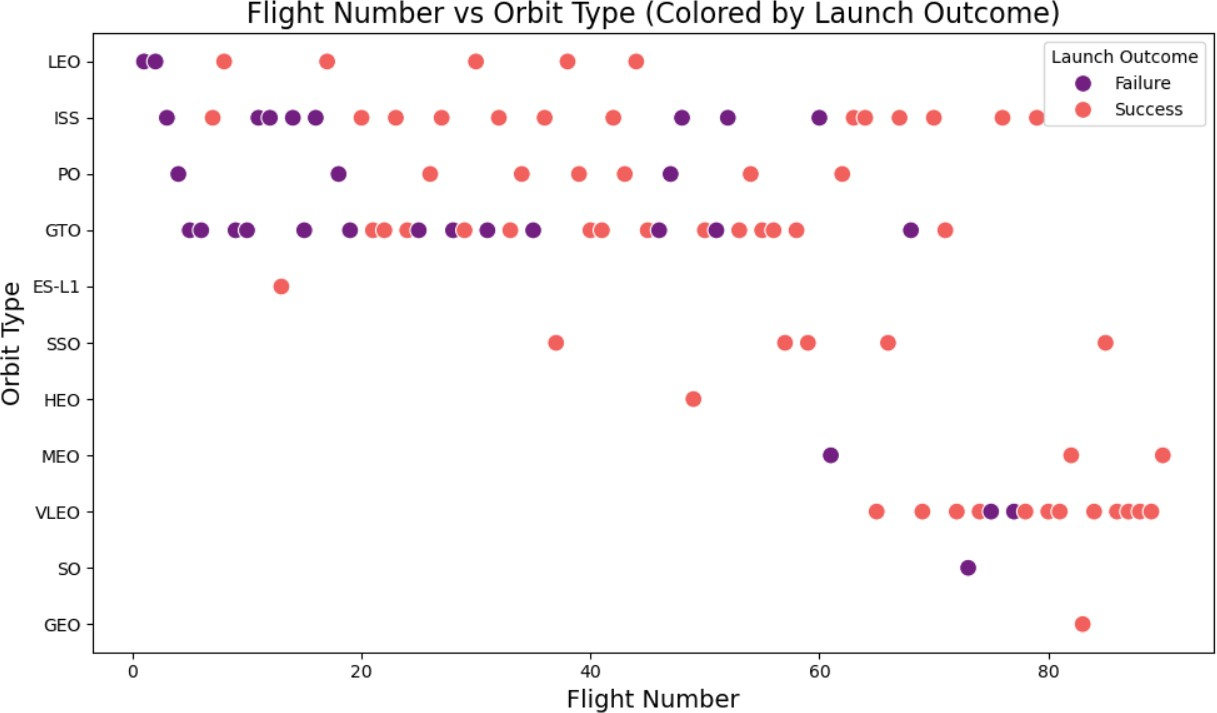 Flight Number vs Orbit Type (Colored by Launch Outcome)
Orbit Type
LEO
ISS
PO
GTO
ES-L1
SSO
HEO
MEO
VLEO
SO
GEO
Launch Outcome
Failure
Success
0 20 40 60 80
Flight Number